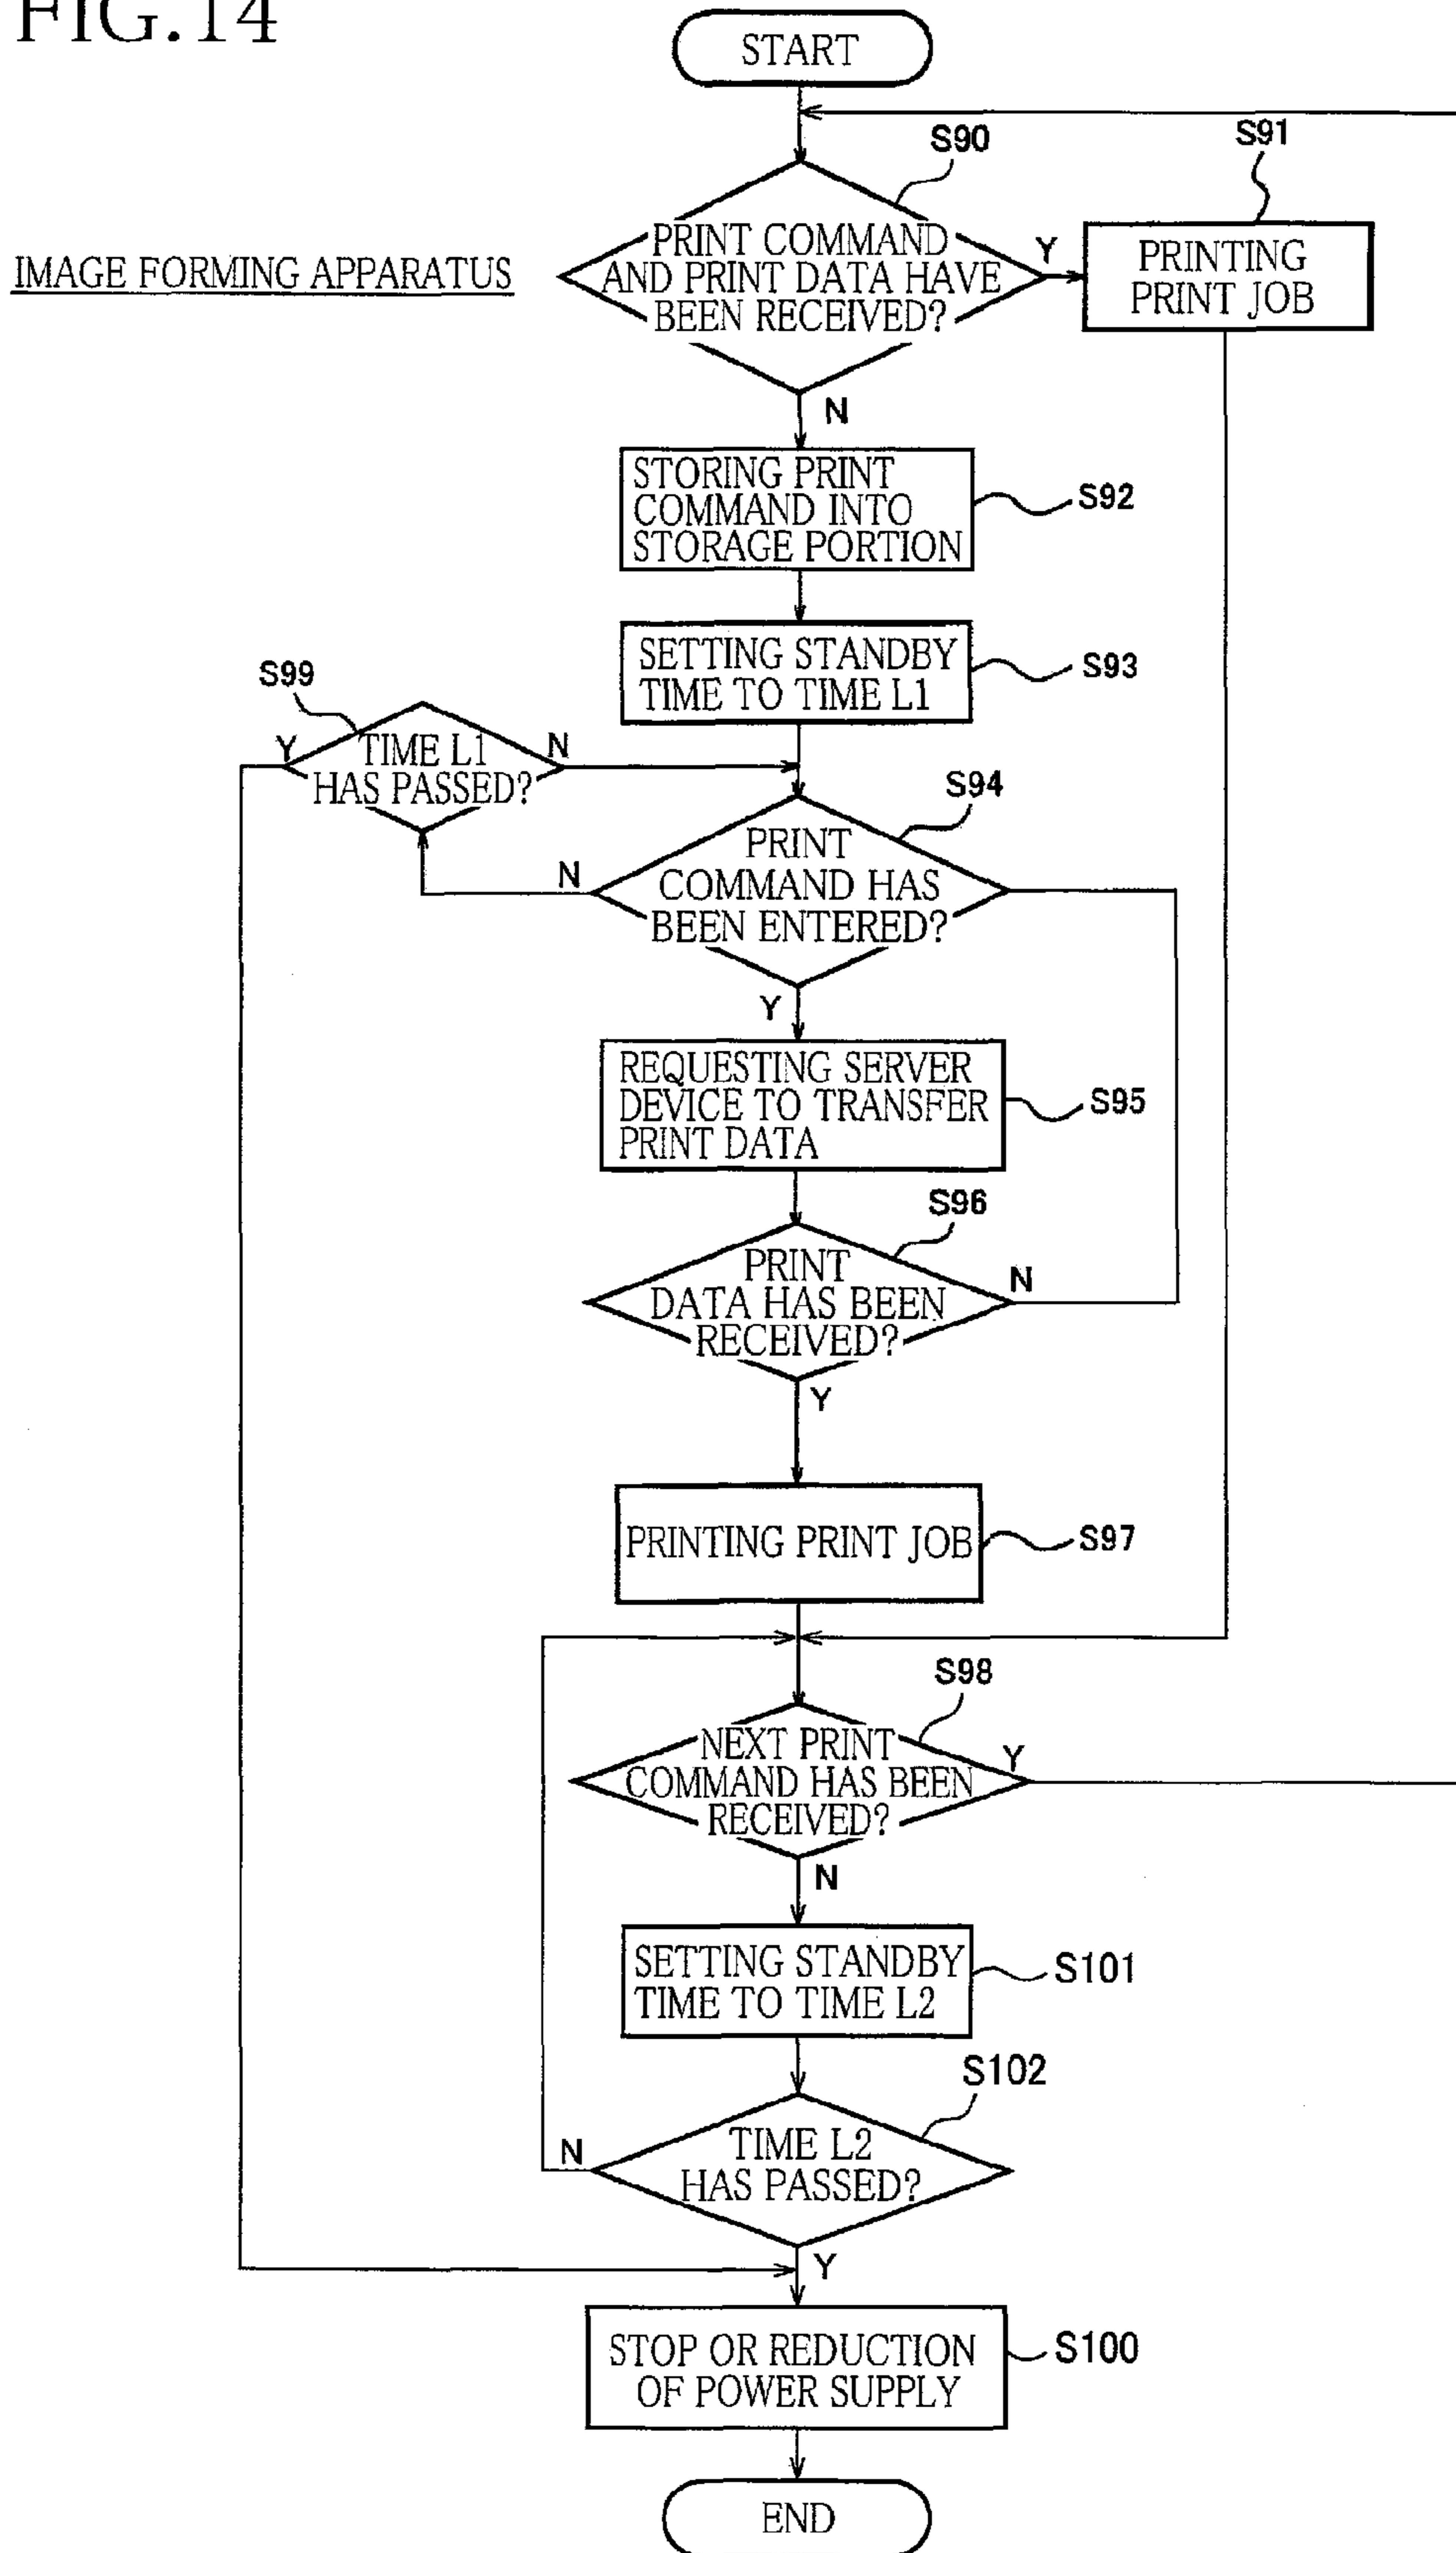 FIG.14
START
S90
S91
IMAGE FORMING APPARATUS
PRINT COMMAND
AND PRINT DATA HAVE
BEEN RECEIVED?
Y
PRINTING
PRINT JOB
N
STORING PRINT
COMMAND INTO
STORAGE PORTION
S92
SETTING STANDBY
TIME TO TIME L1
S93
S99
Y
TIME L1
HAS PASSED?
N
S94
PRINT
COMMAND HAS
BEEN ENTERED?
N
Y
REQUESTING SERVER
DEVICE TO TRANSFER
PRINT DATA
S95
S96
PRINT
DATA HAS BEEN
RECEIVED?
N
Y
PRINTING PRINT JOB
S97
S98
NEXT PRINT
COMMAND HAS BEEN
RECEIVED?
Y
N
SETTING STANDBY
TIME TO TIME L2
S101
S102
TIME L2
HAS PASSED?
N
Y
STOP OR REDUCTION
OF POWER SUPPLY
S100
END